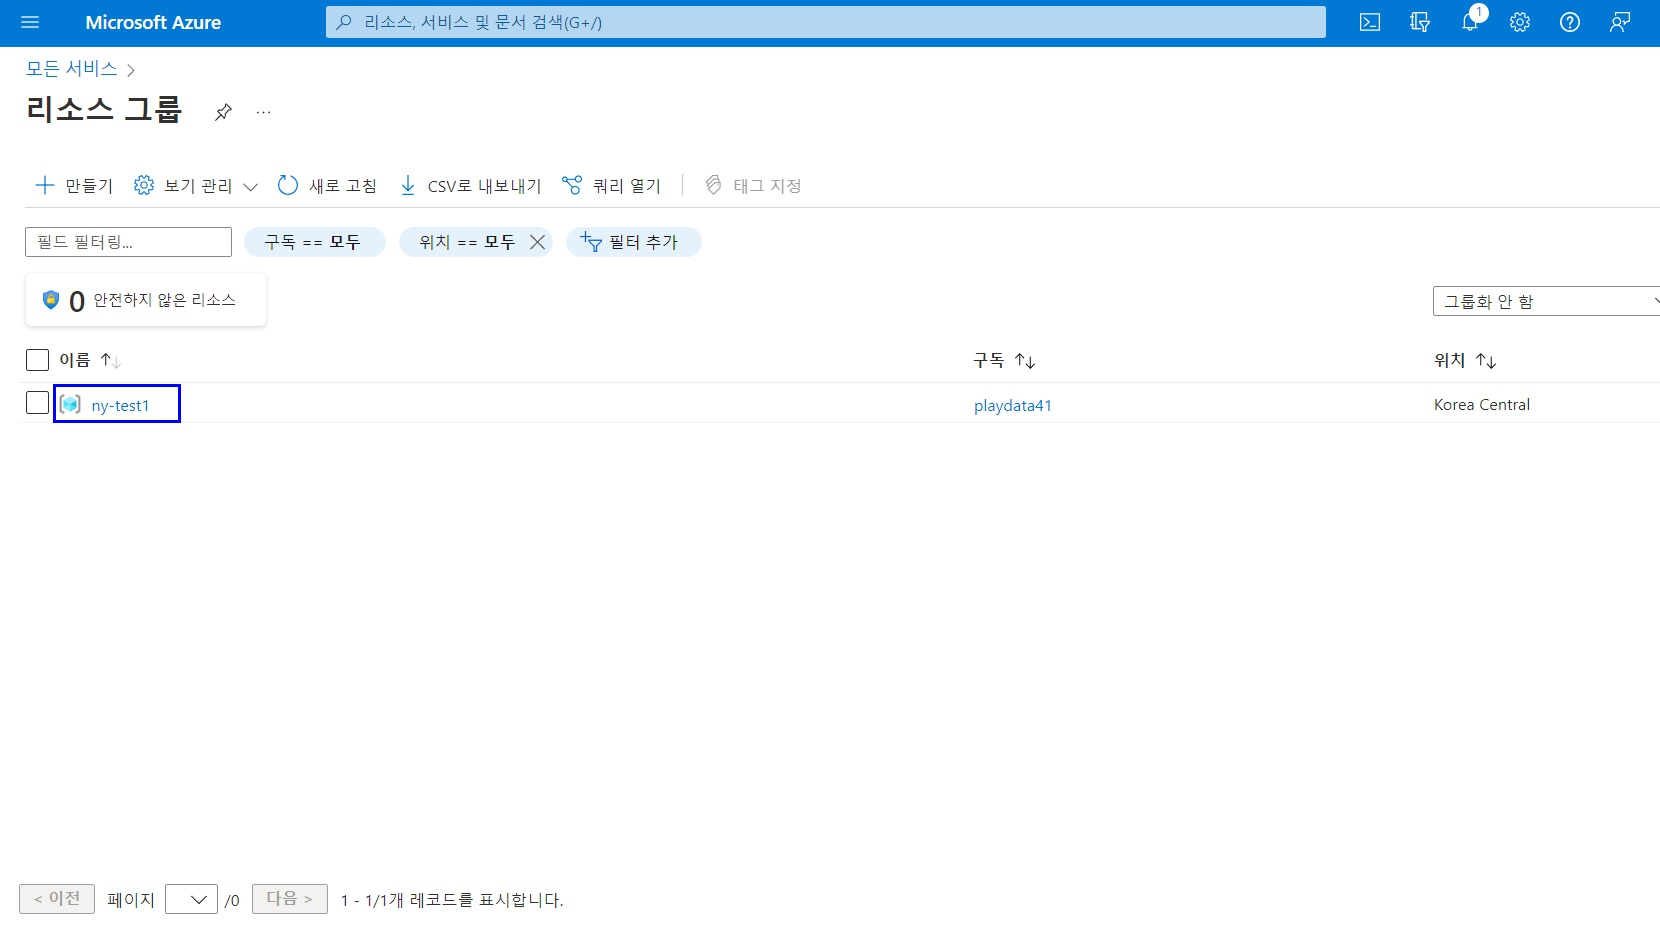 Microsoft Azure
리소스, 서비스 및 문서 검색(G+/)
1
모든 서비스 >
리소스 그룹 ...
만들기 보기 관리 새로 고침 CSV로 내보내기 쿼리 열기 태그 지정
필드 필터링... 구독 == 모두 위치 == 모두 필터 추가
0 안전하지 않은 리소스
그룹화 안 함
이름 ↑↓ 구독 ↑↓ 위치 ↑↓
ny-test1 playdata41 Korea Central
< 이전 페이지 /0 다음 > 1 - 1/1개 레코드를 표시합니다.